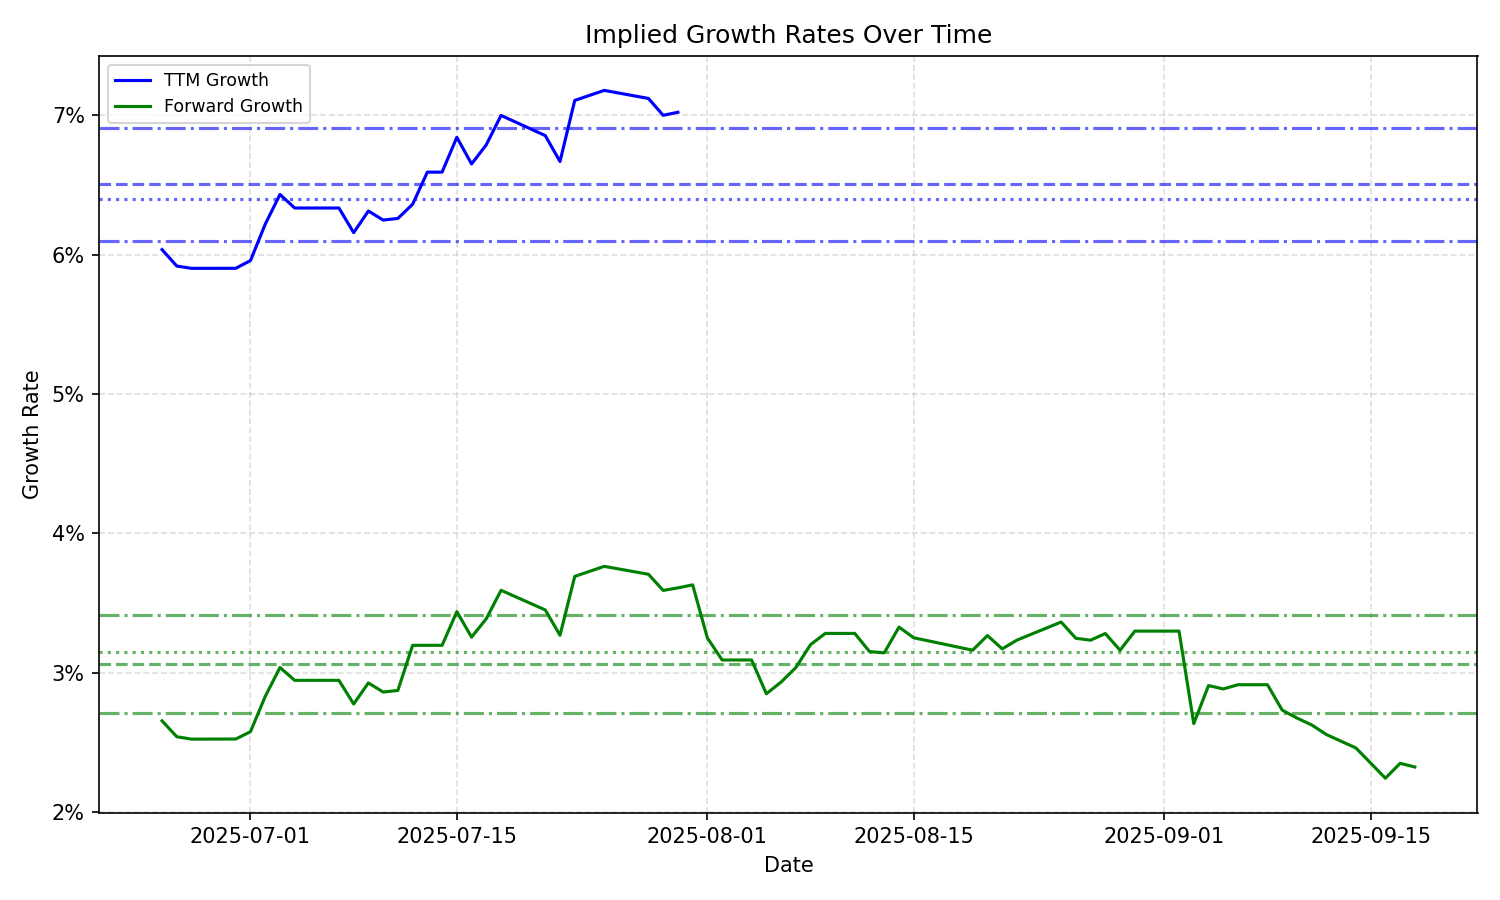 Implied Growth Rates Over Time
TTM Growth
Forward Growth
7%
6%
5%
4%
3%
2%
Growth Rate
2025-07-01
2025-07-15
2025-08-01
2025-08-15
2025-09-01
2025-09-15
Date